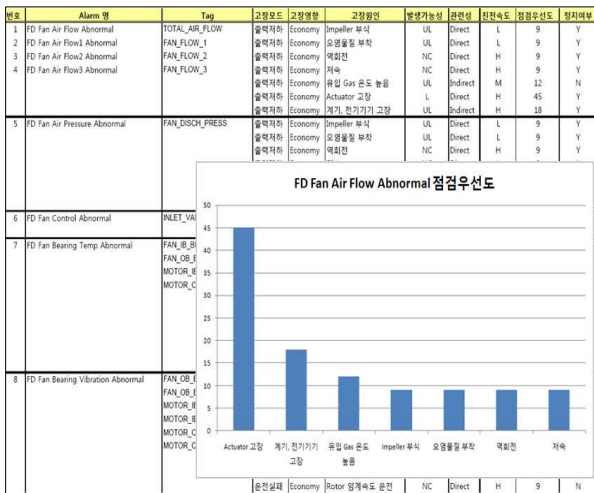 번호 Alarm 명 Tag 고장모드 고장영향 고장원인 발생가능성 관련성 진전속도 점검우선도 정지여부
1 FD Fan Air Flow Abnormal TOTAL_AIR_FLOW 출력저하 Economy Impeller 부식 UL Direct L 9 Y
2 FD Fan Air Flow1 Abnormal FAN_FLOW_1 출력저하 Economy 오염물질 부착 UL Direct L 9 Y
3 FD Fan Air Flow2 Abnormal FAN_FLOW_2 출력저하 Economy 역회전 NC Direct H 9 Y
4 FD Fan Air Flow3 Abnormal FAN_FLOW_3 출력저하 Economy 저속 NC Direct H 9 Y
출력저하 Economy 유입 Gas 온도 높음 UL Indirect M 12 N
출력저하 Economy Actuator 고장 L Direct H 45 Y
출력저하 Economy 계기, 전기기기 고장 UL Indirect H 18 Y
5 FD Fan Air Pressure Abnormal FAN_DISCH_PRESS 출력저하 Economy Impeller 부식 UL Direct L 9 Y
출력저하 Economy 오염물질 부착 UL Direct L 9 Y
출력저하 Economy 역회전 NC Direct H 9 Y
6 FD Fan Control Abnormal INLET_VA
7 FD Fan Bearing Temp Abnormal FAN_IB_B
FAN_OB_
MOTOR_
MOTOR_
8 FD Fan Bearing Vibration Abnormal FAN_OB_
FAN_OB_
MOTOR_
MOTOR_
MOTOR_
MOTOR_
FD Fan Air Flow Abnormal 점검우선도
50
45
40
35
30
25
20
15
10
5
0
Actuator 고장 계기, 전기기기 고장 유입 Gas 온도 높음 Impeller 부식 오염물질 부착 역회전 저속
운전실패 Economy Rotor 임계속도 운전 NC Direct H 9 N